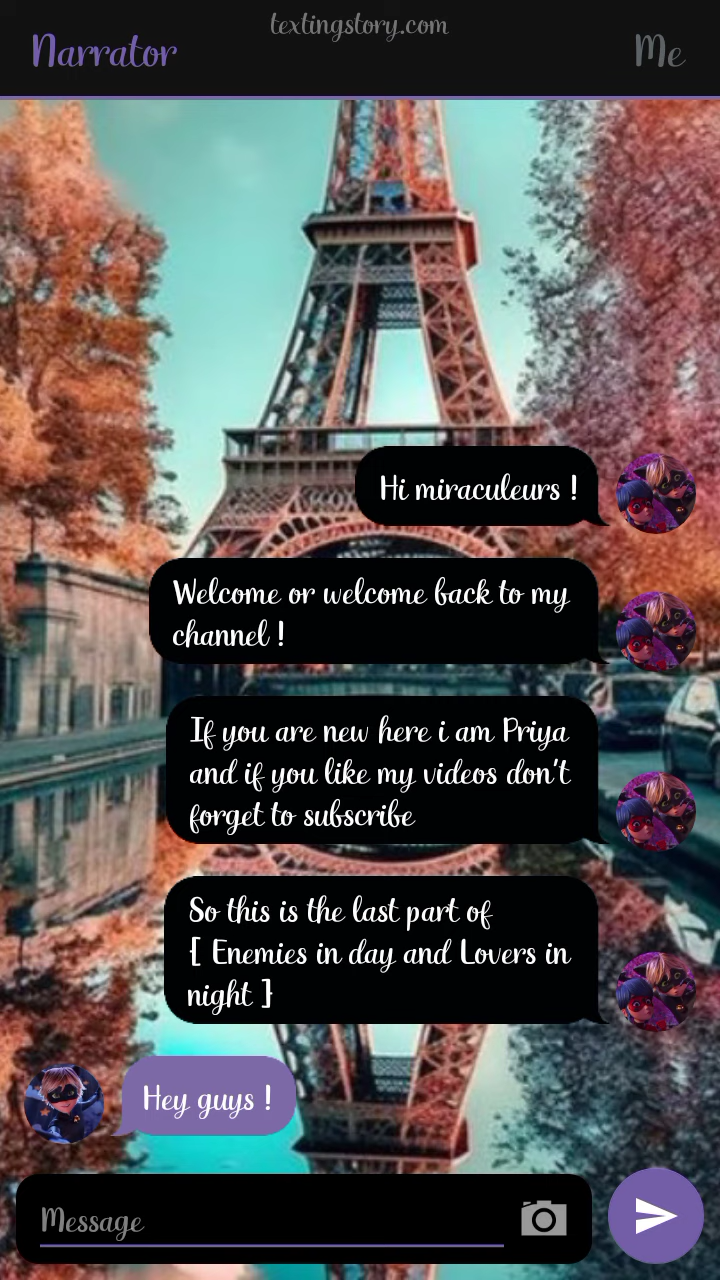 textingstory.com
Narrator
Me
Hi miraculeurs !
Welcome or welcome back to my
channel !
If you are new here i am Priya
and if you like my videos don't
forget to subscribe
So this is the last part of
{ Enemies in day and Lovers in
night }
Hey guys !
Message